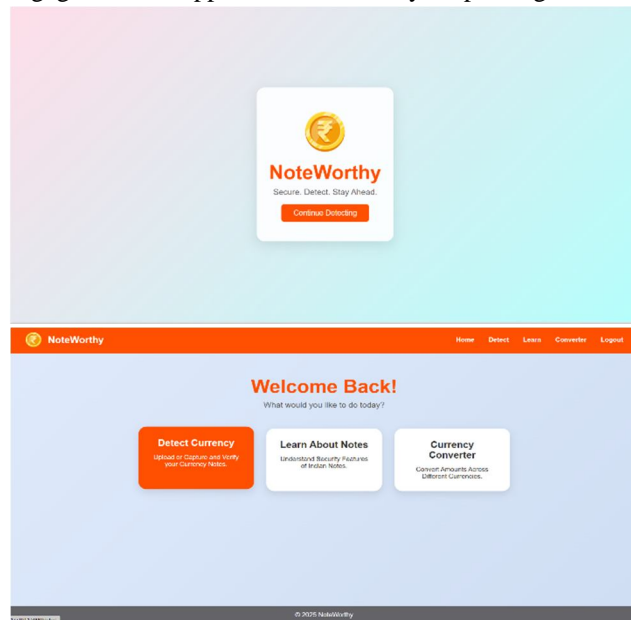 NoteWorthy
Secure. Detect. Stay Ahead.
Continue Detecting
NoteWorthy
Home Detect Learn Converter Logout
Welcome Back!
What would you like to do today?
Detect Currency
Upload or Capture and Verify
your Currency Notes.
Learn About Notes
Understand Security Features
of Indian Notes.
Currency
Converter
Convert Amounts Across
Different Currencies.
© 2025 NoteWorthy